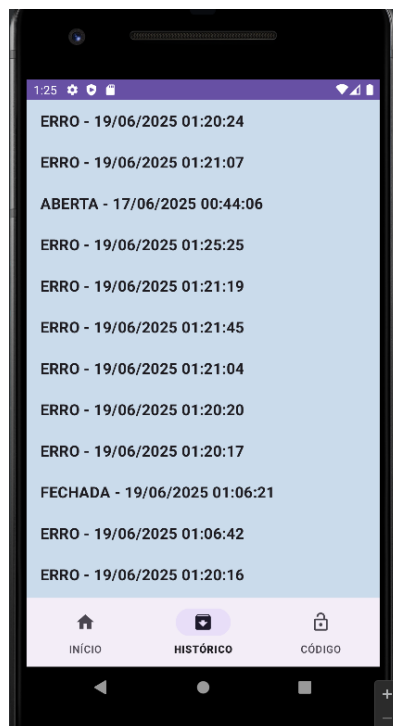 1:25
ERRO - 19/06/2025 01:20:24
ERRO - 19/06/2025 01:21:07
ABERTA - 17/06/2025 00:44:06
ERRO - 19/06/2025 01:25:25
ERRO - 19/06/2025 01:21:19
ERRO - 19/06/2025 01:21:45
ERRO - 19/06/2025 01:21:04
ERRO - 19/06/2025 01:20:20
ERRO - 19/06/2025 01:20:17
FECHADA - 19/06/2025 01:06:21
ERRO - 19/06/2025 01:06:42
ERRO - 19/06/2025 01:20:16
INÍCIO HISTÓRICO CÓDIGO